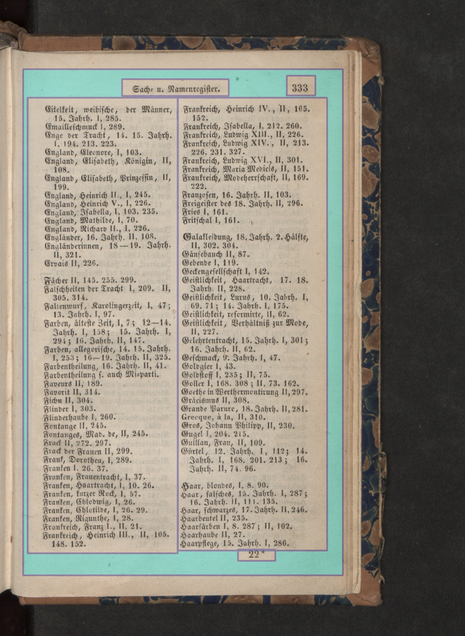 Sache u. Namenregister.
333
Eitelkeit, weibische, der Männer,
15. Jahrh. I, 285.
Emailleschmuck I, 289.
Enge der Tracht, 14. 15. Jahrh.
I, 194. 213. 223.
England, Eleonore, I, 103.
England, Elisabeth, Königin, II,
108.
England, Elisabeth Prinzessin, II,
199.
England, Heinrich II., I, 245.
England, Heinrich V., I, 226.
England, Isabella, I, 103. 235.
England, Mathilde, I, 70.
England, Richard II., I, 226.
Engländer, 16. Jahrh. II, 108.
Engländerinnen, 18—19. Jahrh.
II, 321.
Ervais II, 226.
Fächer II, 145. 255. 299.
Falschheiten der Tracht I, 209. II,
305. 314.
Faltenwurf, Karolingerzeit, I, 47;
13. Jahrh. I, 97.
Farben, älteste Zeit, I, 7; 12—14.
Jahrh. I, 158; 15. Jahrh. I,
294; 16. Jahrh. II, 147.
Farben, allegorische, 14. 15. Jahrh.
I, 253; 16—19. Jahrh. II, 325.
Farbentheilung, 16. Jahrh. II, 41.
Farbentheilung s. auch Mi-parti.
Faveurs II, 189.
Favorit II, 314.
Fichu II, 304.
Flinder I, 303.
Flinderhaube I, 260.
Fontange II, 245.
Fontanges, Mad. de, II, 245.
Frack II, 272. 297.
Frack der Frauen II, 299.
Frank, Dorothea, I, 289.
Franken I, 26. 37.
Franken, Frauentracht, I, 37.
Franken, Haartracht, I, 10. 26.
Franken, kurzer Rock, I, 57.
Franken, Chlodwig, I, 26.
Franken, Chlotilde, I, 26. 29.
Franken, Rigunthe, I, 28.
Frankreich, Franz I., II, 21.
Frankreich, Heinrich III., II, 105.
148. 152.
Frankreich, Heinrich IV., II, 105.
152.
Frankreich, Isabella, I, 212. 260.
Frankreich, Ludwig XIII., II, 226.
Frankreich, Ludwig XIV., II, 213.
226. 231. 327.
Frankreich, Ludwig XVI., II, 301.
Frankreich, Maria Medicis, II, 151.
Frankreich, Modeherrschaft, II, 169.
222.
Franzosen, 16. Jahrh. II, 103.
Freigeister des 18. Jahrh. II, 296.
Fries I, 161.
Fritschal I, 161.
Galakleidung, 18. Jahrh. 2. Hälfte,
II, 302. 304.
Gänsebauch II, 87.
Gebende I, 119.
Geckengesellschaft I, 142.
Geistlichkeit, Haartracht, 17. 18.
Jahrh. II, 228.
Geistlichkeit, Luxus, 10. Jahrh. I,
69. 71; 14. Jahrh. I, 175.
Geistlichkeit, reformirte, II, 62.
Geistlichkeit, Verhältniß zur Mode,
II, 227.
Gelehrtentracht, 15. Jahrh. I, 301;
16. Jahrh. II, 62.
Geschmack, 9. Jahrh. I, 47.
Goldgier I, 43.
Goldstoff I, 235; II, 75.
Goller I, 168. 308; II, 73. 162.
Goethe in Werthermontirung II, 297.
Gräcismus II, 308.
Grande Parure, 18. Jahrh. II, 281.
Grecque, à la, II, 310.
Gros, Johann Philipp, II, 230.
Gugel I, 204. 215.
Guillan, Frau, II, 109.
Gürtel, 12. Jahrh. I, 112; 14.
Jahrh. I, 168. 201. 213; 16.
Jahrh. II, 74. 96.
Haar, blondes, I, 8. 90.
Haar, falsches, 15. Jahrh. I, 287;
16. Jahrh. II, 111. 135.
Haar, schwarzes, 17. Jahrh. II, 246.
Haarbeutel II, 235.
Haarfärben I, 8. 287; II, 102.
Haarhaube II, 27.
Haarpflege, 15. Jahrh. I, 286.
22*